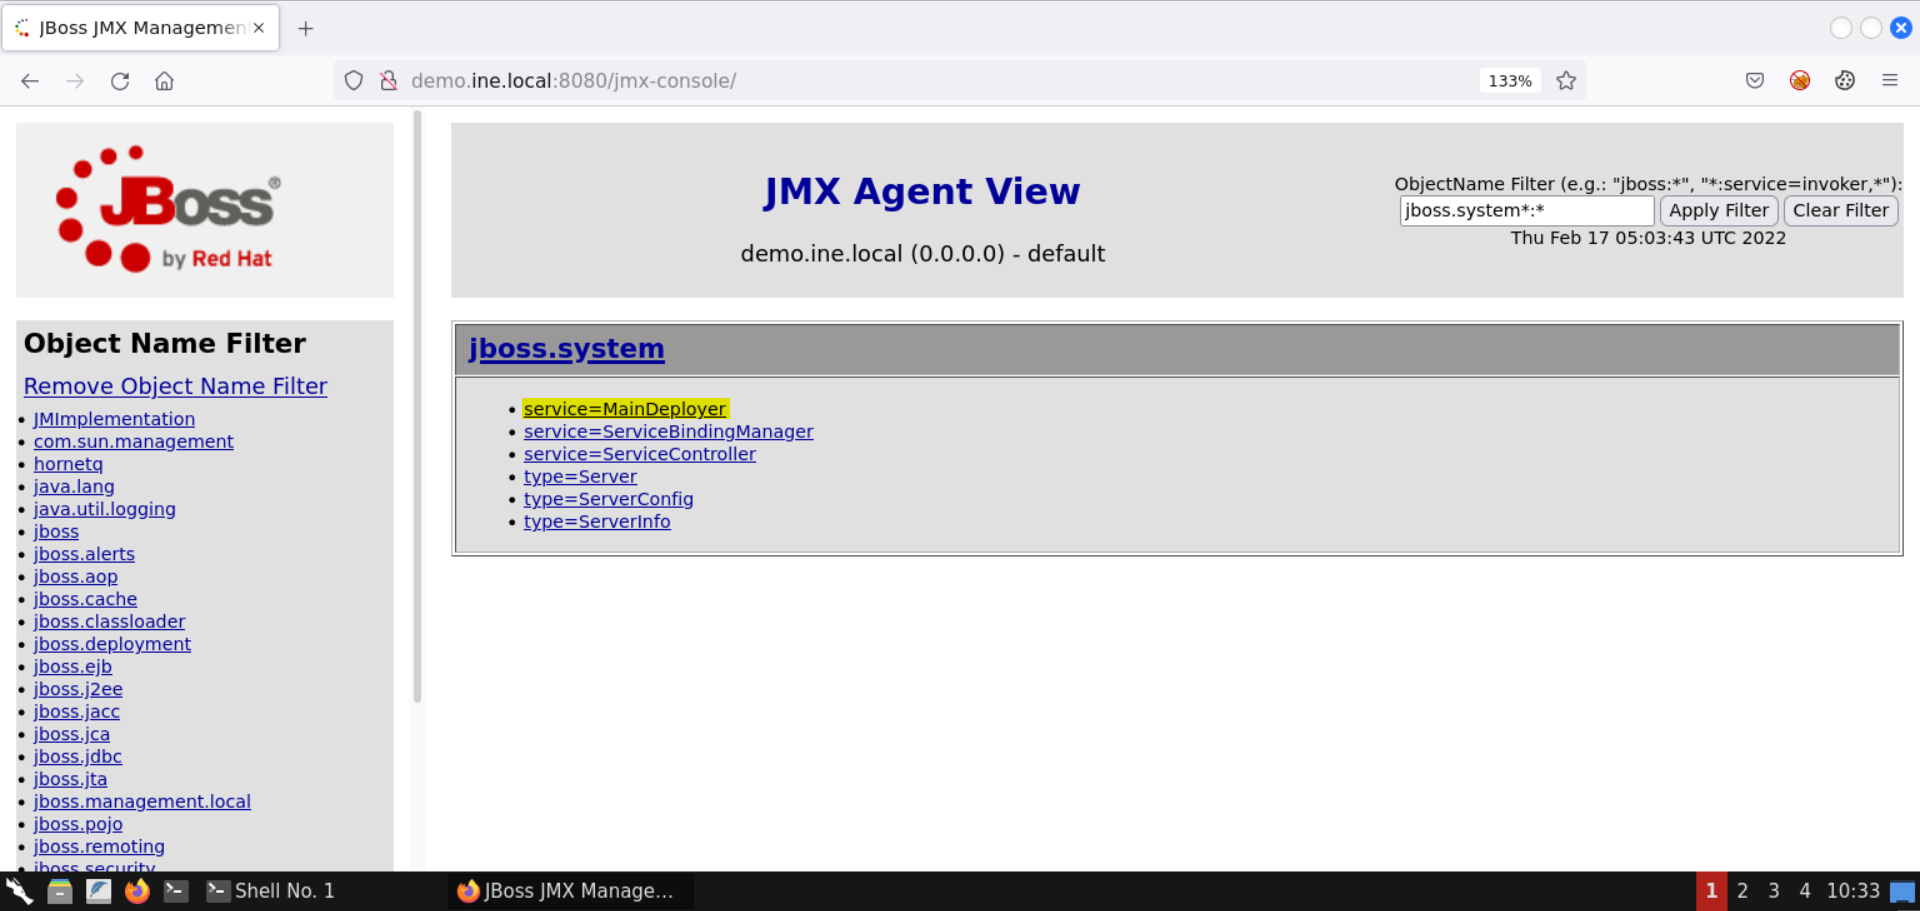 JBoss JMX Managemen
demo.ine.local:8080/jmx-console/
133%
JBoss®
by Red Hat
JMX Agent View
demo.ine.local (0.0.0.0) - default
ObjectName Filter (e.g.: "jboss:*", "*:service=invoker,*"):
jboss.system*:*
Apply Filter
Clear Filter
Thu Feb 17 05:03:43 UTC 2022
Object Name Filter
Remove Object Name Filter
JMImplementation
com.sun.management
hornetq
java.lang
java.util.logging
jboss
jboss.alerts
jboss.aop
jboss.cache
jboss.classloader
jboss.deployment
jboss.ejb
jboss.j2ee
jboss.jacc
jboss.jca
jboss.jdbc
jboss.jta
jboss.management.local
jboss.pojo
jboss.remoting
jboss.security
jboss.system
service=MainDeployer
service=ServiceBindingManager
service=ServiceController
type=Server
type=ServerConfig
type=ServerInfo
Shell No. 1
JBoss JMX Manage...
1 2 3 4 10:33